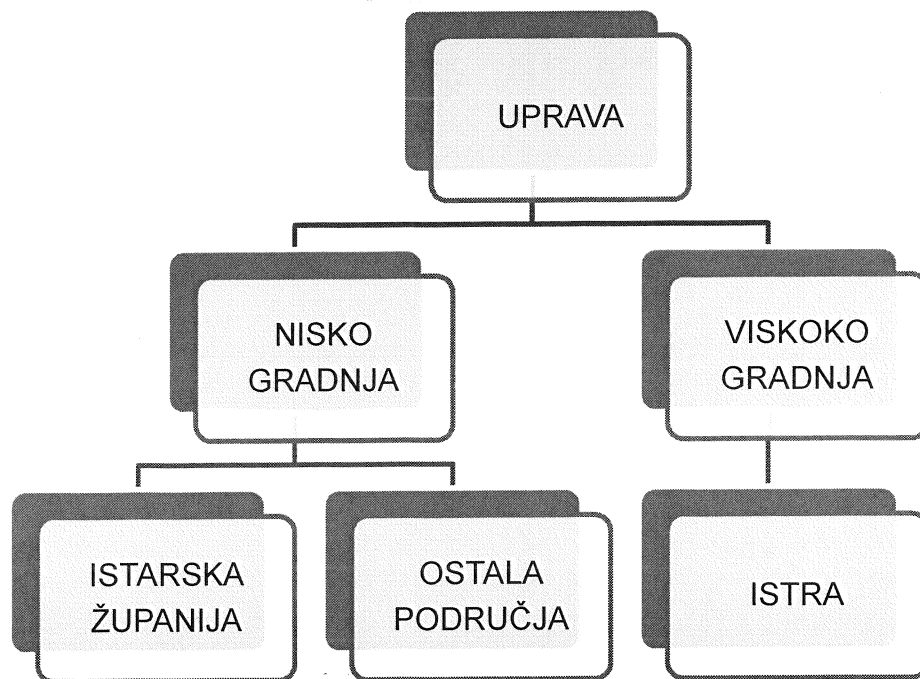 UPRAVA
NISKO
GRADNJA
VISKOKO
GRADNJA
ISTARSKA
ŽUPANIJA
OSTALA
PODRUČJA
ISTRA